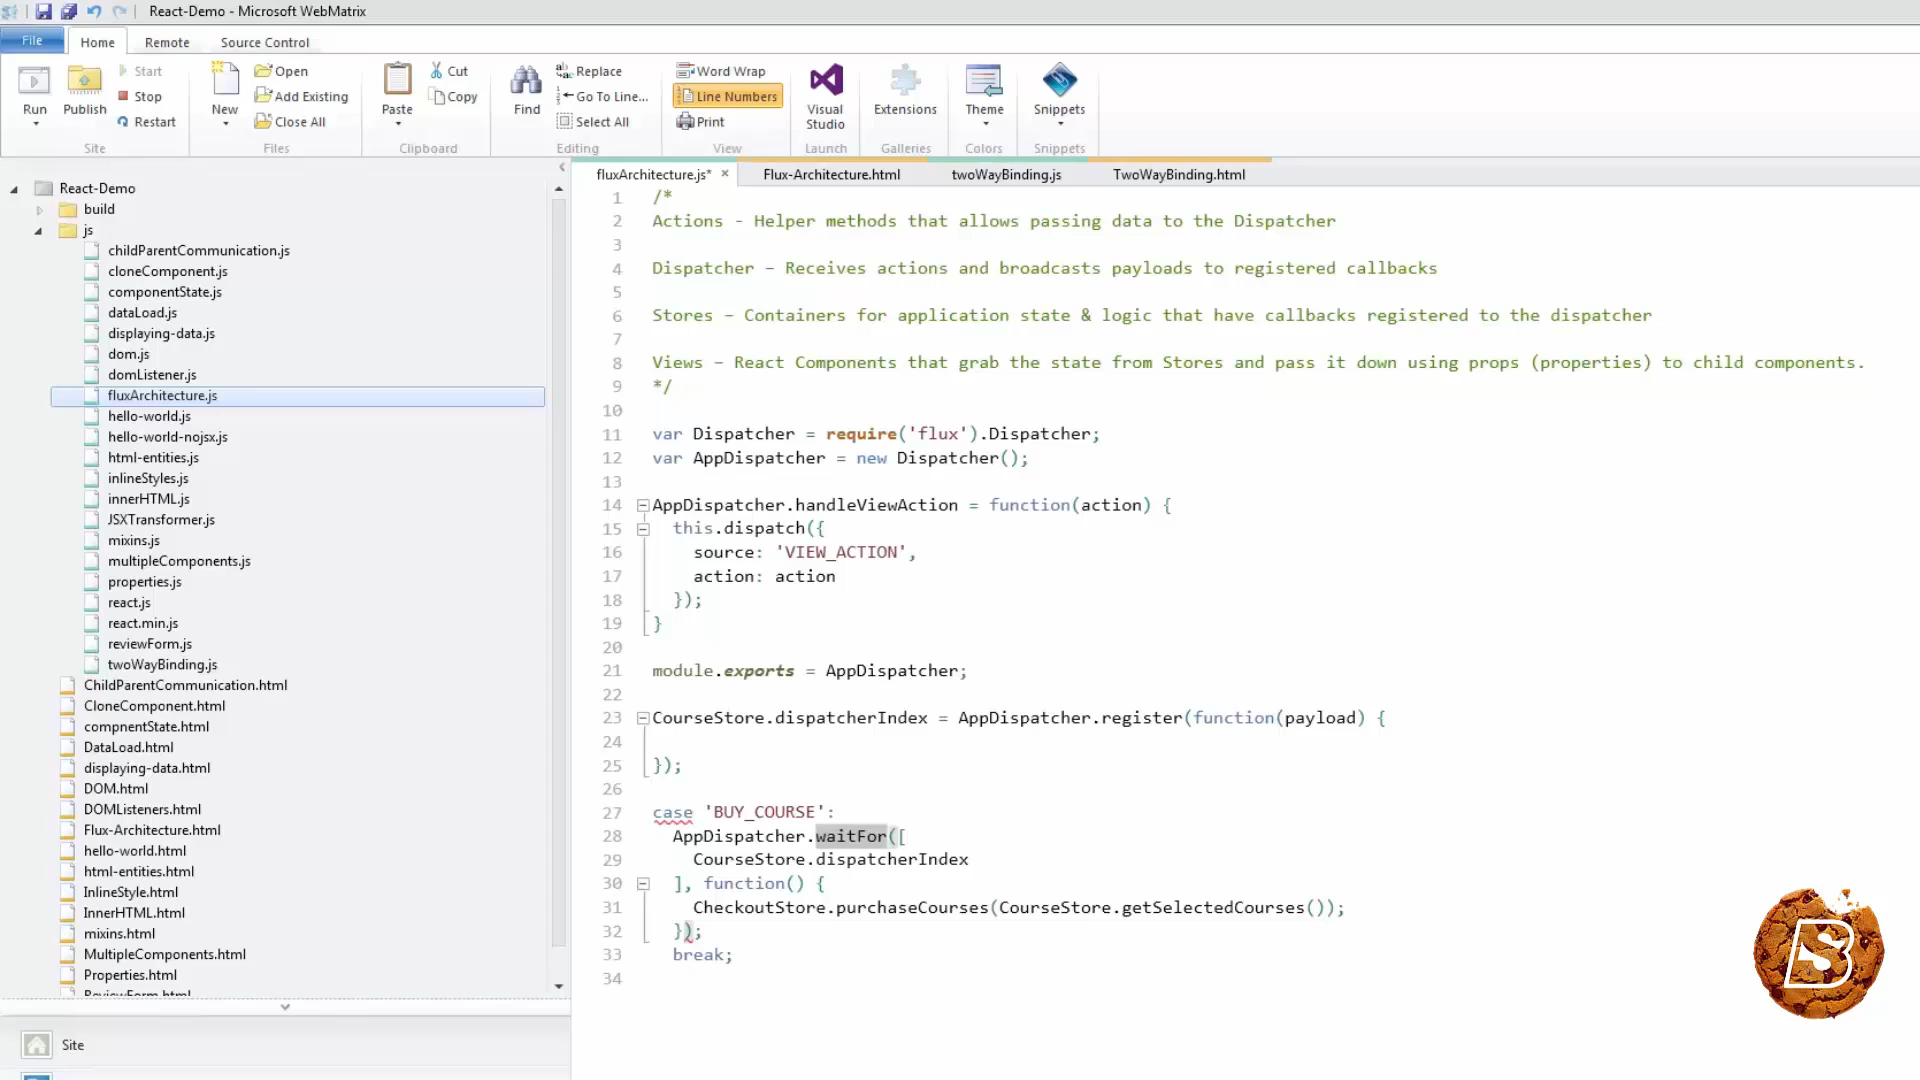 React-Demo - Microsoft WebMatrix
File Home Remote Source Control
Run
Publish
Start
Stop
Restart
Site
New
Open
Add Existing
Close All
Files
Paste
Cut
Copy
Clipboard
Find
Replace
Go To Line...
Select All
Editing
Word Wrap
Line Numbers
Print
View
Visual
Studio
Launch
Extensions
Galleries
Theme
Colors
Snippets
Snippets
React-Demo
build
js
childParentCommunication.js
cloneComponent.js
componentState.js
dataLoad.js
displaying-data.js
dom.js
domListener.js
fluxArchitecture.js
hello-world.js
hello-world-nojsx.js
html-entities.js
inlineStyles.js
innerHTML.js
JSXTransformer.js
mixins.js
multipleComponents.js
properties.js
react.js
react.min.js
reviewForm.js
twoWayBinding.js
ChildParentCommunication.html
CloneComponent.html
compnentState.html
DataLoad.html
displaying-data.html
DOM.html
DOMListeners.html
Flux-Architecture.html
hello-world.html
html-entities.html
InlineStyle.html
InnerHTML.html
mixins.html
MultipleComponents.html
Properties.html
ReviewForm.html
Site
fluxArchitecture.js* × Flux-Architecture.html twoWayBinding.js TwoWayBinding.html
1 /*
2 Actions - Helper methods that allows passing data to the Dispatcher
3
4 Dispatcher – Receives actions and broadcasts payloads to registered callbacks
5
6 Stores – Containers for application state & logic that have callbacks registered to the dispatcher
7
8 Views – React Components that grab the state from Stores and pass it down using props (properties) to child components.
9 */
10
11 var Dispatcher = require('flux').Dispatcher;
12 var AppDispatcher = new Dispatcher();
13
14 AppDispatcher.handleViewAction = function(action) {
15 this.dispatch({
16 source: 'VIEW_ACTION',
17 action: action
18 });
19 }
20
21 module.exports = AppDispatcher;
22
23 CourseStore.dispatcherIndex = AppDispatcher.register(function(payload) {
24
25 });
26
27 case 'BUY_COURSE':
28 AppDispatcher.waitFor([
29 CourseStore.dispatcherIndex
30 ], function() {
31 CheckoutStore.purchaseCourses(CourseStore.getSelectedCourses());
32 });
33 break;
34